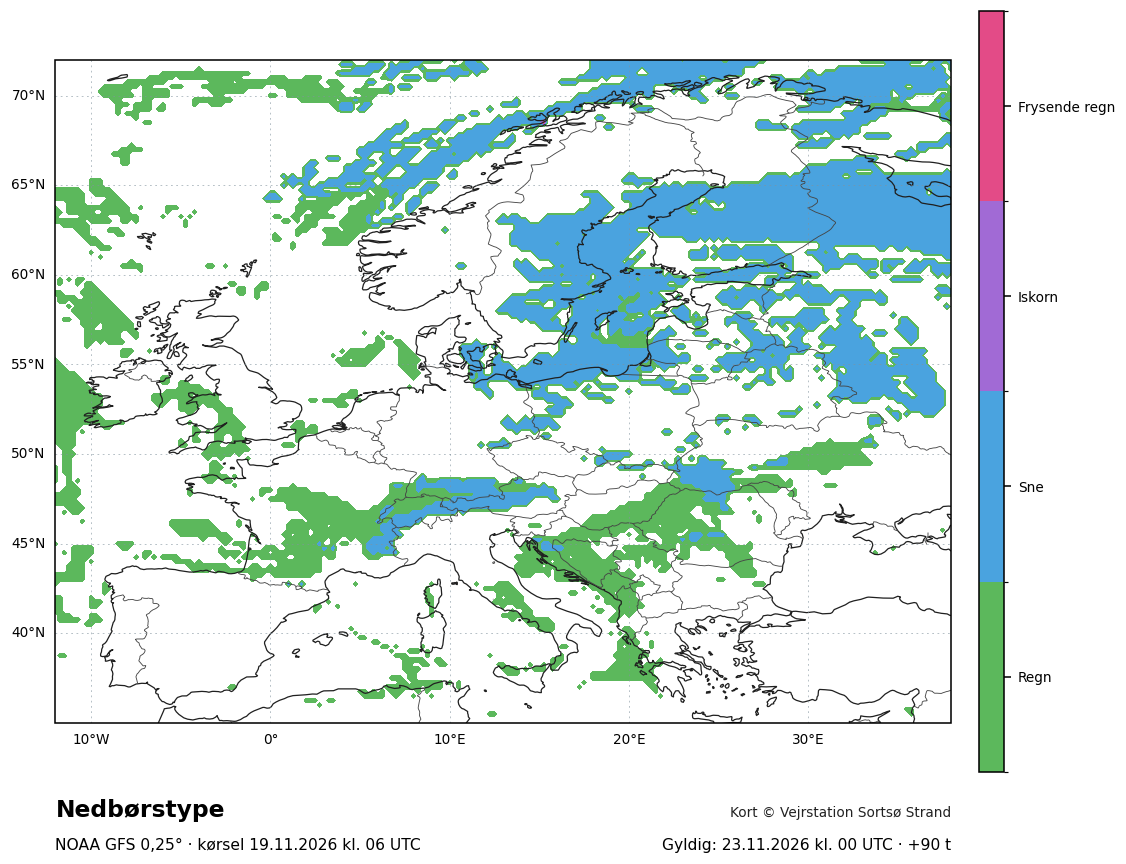 Frysende regn
Iskorn
Sne
Regn
70°N
65°N
60°N
55°N
50°N
45°N
40°N
10°W
0°
10°E
20°E
30°E
Nedbørstype
Kort © Vejrstation Sortsø Strand
NOAA GFS 0,25° · kørsel 19.11.2026 kl. 06 UTC
Gyldig: 23.11.2026 kl. 00 UTC · +90 t